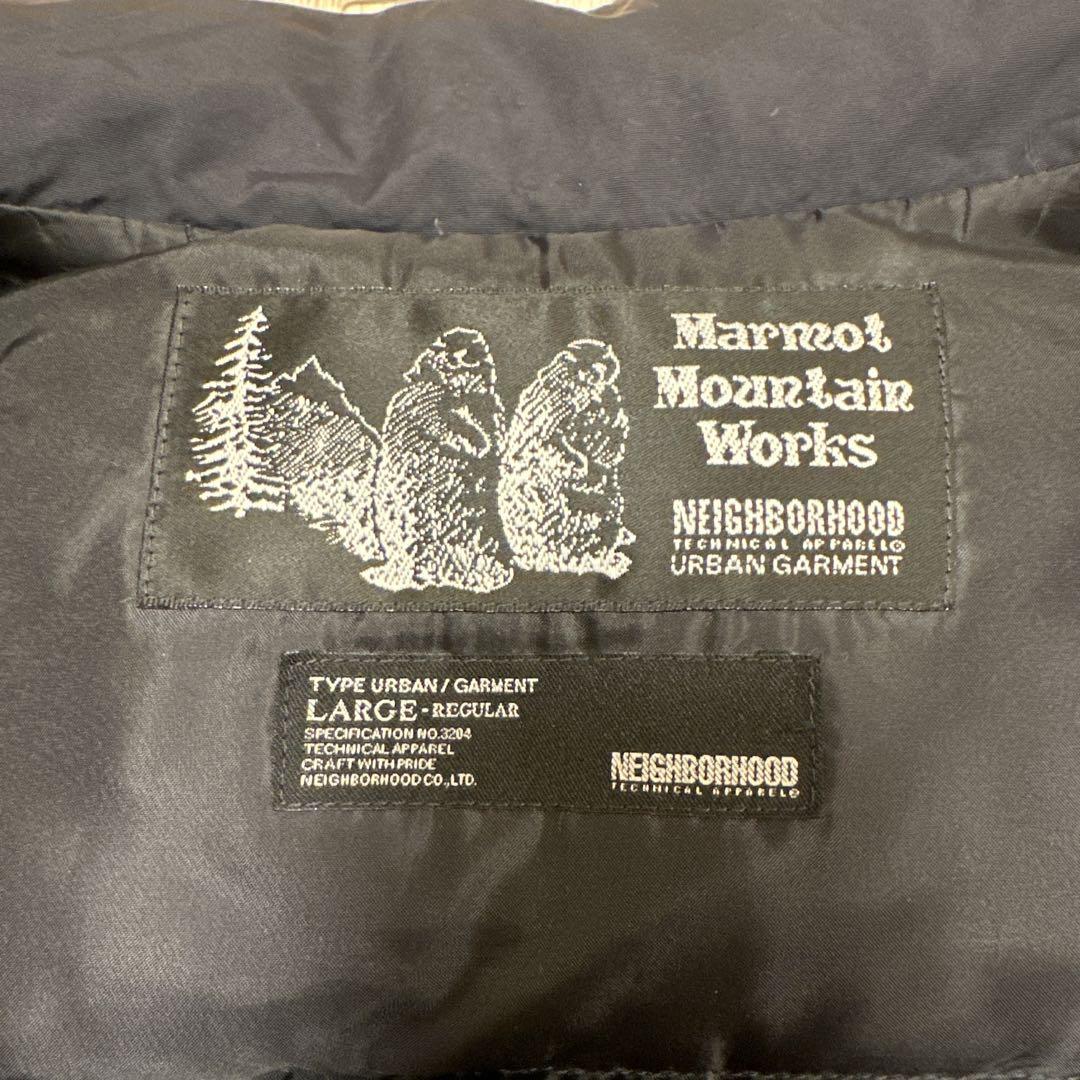 Marmot
Mountain
Works
NEIGHBORHOOD
TECHNICAL APPAREL®
URBAN GARMENT
TYPE URBAN / GARMENT
LARGE - REGULAR
SPECIFICATION NO.3204
TECHNICAL APPAREL
CRAFT WITH PRIDE
NEIGHBORHOOD CO.,LTD.
NEIGHBORHOOD
TECHNICAL APPAREL®